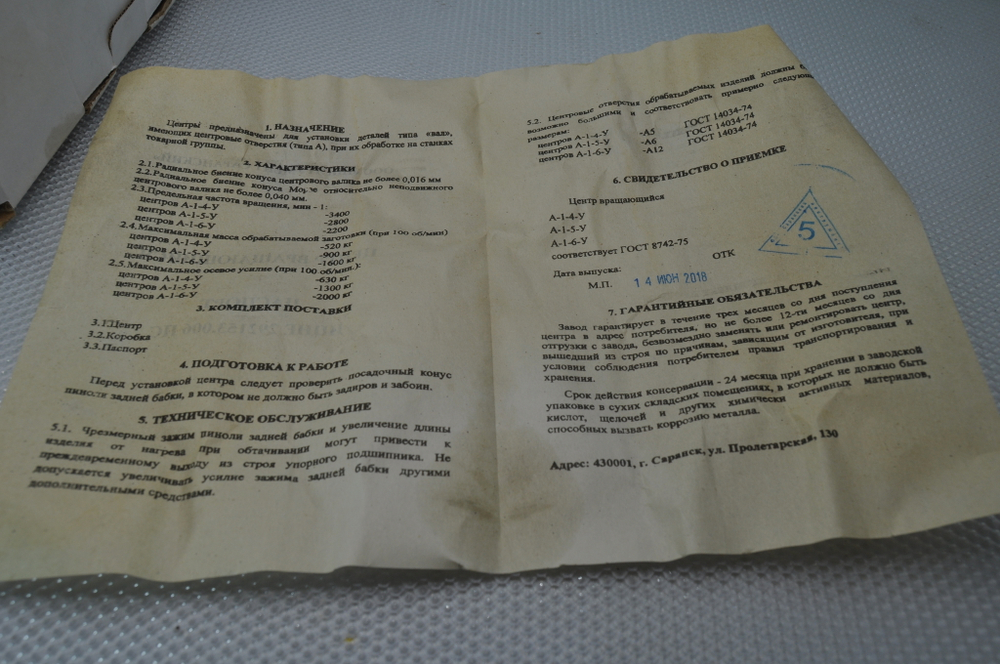 1. НАЗНАЧЕНИЕ
Центры предназначены для установки деталей типа «вал»,
имеющих центровые отверстия (типа А), при их обработке на станках
токарной группы.
2. ХАРАКТЕРИСТИКИ
2.1.Радиальное биение конуса центрового валика не более 0,016 мм
2.2.Радиальное биение конуса Морзе относительно неподвижного
центрового валика не более 0,040 мм.
2.3.Предельная частота вращения, мин - 1:
центров А-1-4-У -3400
центров А-1-5-У -2800
центров А-1-6-У -2200
2.4.Максимальная масса обрабатываемой заготовки (при 100 об/мин)
центров А-1-4-У -520 кг
центров А-1-5-У -900 кг
центров А-1-6-У -1600 кг
2.5.Максимальное осевое усилие (при 100 об/мин.):
центров А-1-4-У -630 кг
центров А-1-5-У -1300 кг
центров А-1-6-У -2000 кг
3. КОМПЛЕКТ ПОСТАВКИ
3.1.Центр
3.2.Коробка
3.3.Паспорт
4. ПОДГОТОВКА К РАБОТЕ
Перед установкой центра следует проверить посадочный конус
пиноли задней бабки, в котором не должно быть задиров и забоин.
5. ТЕХНИЧЕСКОЕ ОБСЛУЖИВАНИЕ
5.1. Чрезмерный зажим пиноли задней бабки и увеличение длины
изделия от нагрева при обтачивании могут привести к
преждевременному выходу из строя упорного подшипника. Не
допускается увеличивать усилие зажима задней бабки другими
дополнительными средствами.
5.2. Центровые отверстия обрабатываемых изделий должны
возможно большими и соответствовать примерно
размерам:
центров А-1-4-У -А5 ГОСТ 14034-74
центров А-1-5-У -А6 ГОСТ 14034-74
центров А-1-6-У -А12 ГОСТ 14034-74
6. СВИДЕТЕЛЬСТВО О ПРИЕМКЕ
Центр вращающийся
А-1-4-У
А-1-5-У
А-1-6-У
соответствует ГОСТ 8742-75
ОТК
5
Дата выпуска:
М.П. 14 ИЮН 2018
7. ГАРАНТИЙНЫЕ ОБЯЗАТЕЛЬСТВА
Завод гарантирует в течение трех месяцев со дня поступления
центра в адрес потребителя, но не более 12-ти месяцев со дня
отгрузки с завода, безвозмездно заменять или ремонтировать центр,
вышедший из строя по причинам, зависящим от изготовителя, при
условии соблюдения потребителем правил транспортирования и
хранения.
Срок действия консервации - 24 месяца при хранении в заводской
упаковке в сухих складских помещениях, в которых не должно быть
кислот, щелочей и других химически активных материалов,
способных вызвать коррозию металла.
Адрес: 430001, г. Саранск, ул. Пролетарская, 130